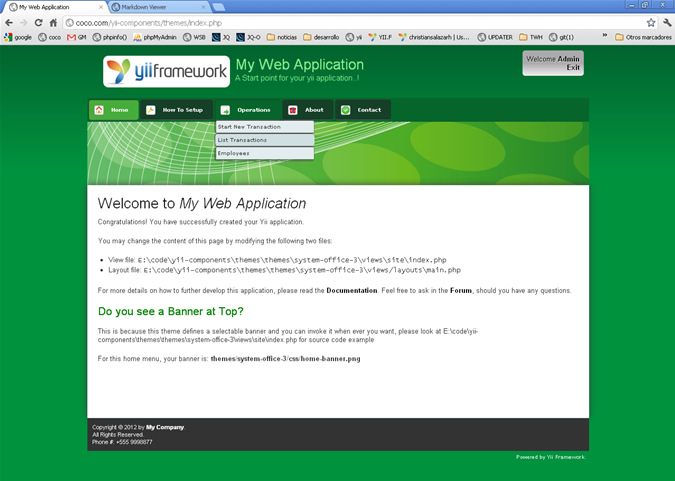 My Web Application
Markdown Viewer
coco.com/yii-components/themes/index.php
google coco GM phpinfo() phpMyAdmin WSB JQ JQ-O noticias desarrollo yii YII.F christiansalazarh | Us... UPDATER TWH git(1) » Otros marcadores
yiiframework
My Web Application
A Start point for your yii application..!
Welcome Admin
Exit
Home How To Setup Operations About Contact
Start New Transaction
List Transactions
Employees
Welcome to My Web Application
Congratulations! You have successfully created your Yii application.
You may change the content of this page by modifying the following two files:
• View file: E:\code\yii-components\themes\themes\system-office-3\views\site\index.php
• Layout file: E:\code\yii-components\themes\themes\system-office-3\views/layouts\main.php
For more details on how to further develop this application, please read the Documentation. Feel free to ask in the Forum, should you have any questions.
Do you see a Banner at Top?
This is because this theme defines a selectable banner and you can invoke it when ever you want, please look at E:\code\yii-
components\themes\themes\system-office-3\views\site\index.php for source code example
For this home menu, your banner is: themes/system-office-3/css/home-banner.png
Copyright © 2012 by My Company.
All Rights Reserved.
Phone #: +555 9998877
Powered by Yii Framework